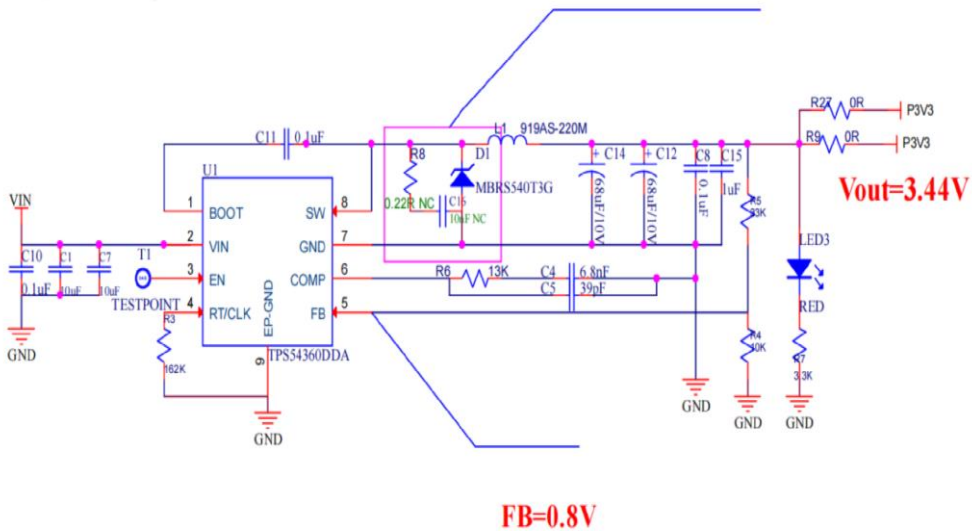 R27 0R
P3V3
R9 0R
P3V3
Vout=3.44V
C11 0.1uF
L1 919AS-220M
R8
D1
MBRS540T3G
0.22R NC
C16
10nF NC
+ C14
68uF/10V
+ C12
68uF/10V
C8
0.1uF
C15
1uF
R5
33K
U1
VIN
1 BOOT
SW 8
2 VIN
GND 7
3 EN
COMP 6
4 RT/CLK
FB 5
EP-GND
9
TPS54360DDA
C10
0.1uF
C1
10uF
C7
10uF
T1
TESTPOINT
R3
162K
GND
GND
R6 13K
C4 6.8nF
C5 39pF
GND
R4
10K
GND
LED3
RED
R7
3.3K
GND
FB=0.8V